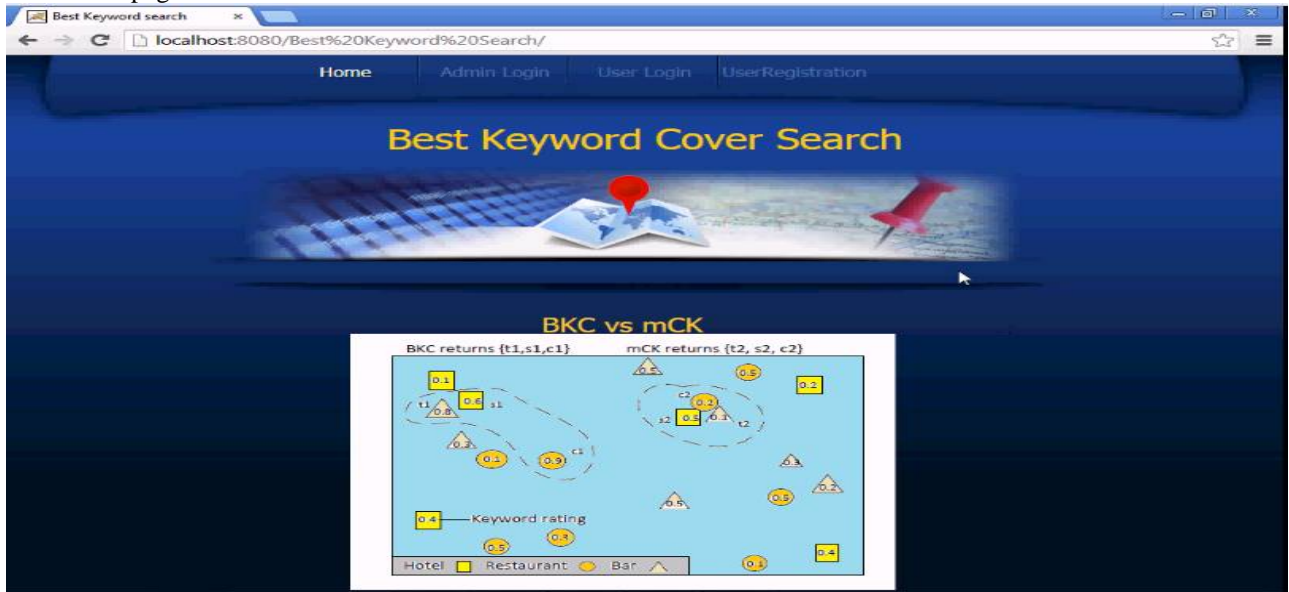 Best Keyword search
localhost:8080/Best%20Keyword%20Search/
Home Admin Login User Login UserRegistration
Best Keyword Cover Search
BKC vs mCK
BKC returns {t1,s1,c1} mCK returns {t2, s2, c2}
0.5 0.5
0.1 0.2
t1 0.8 0.6 s1 c2 0.2
s2 0.5 0.3 t2
0.3 0.1 0.9 c1
0.3
0.2
0.5 0.5
0.4 Keyword rating
0.5 0.3
0.4
Hotel Restaurant Bar 0.1